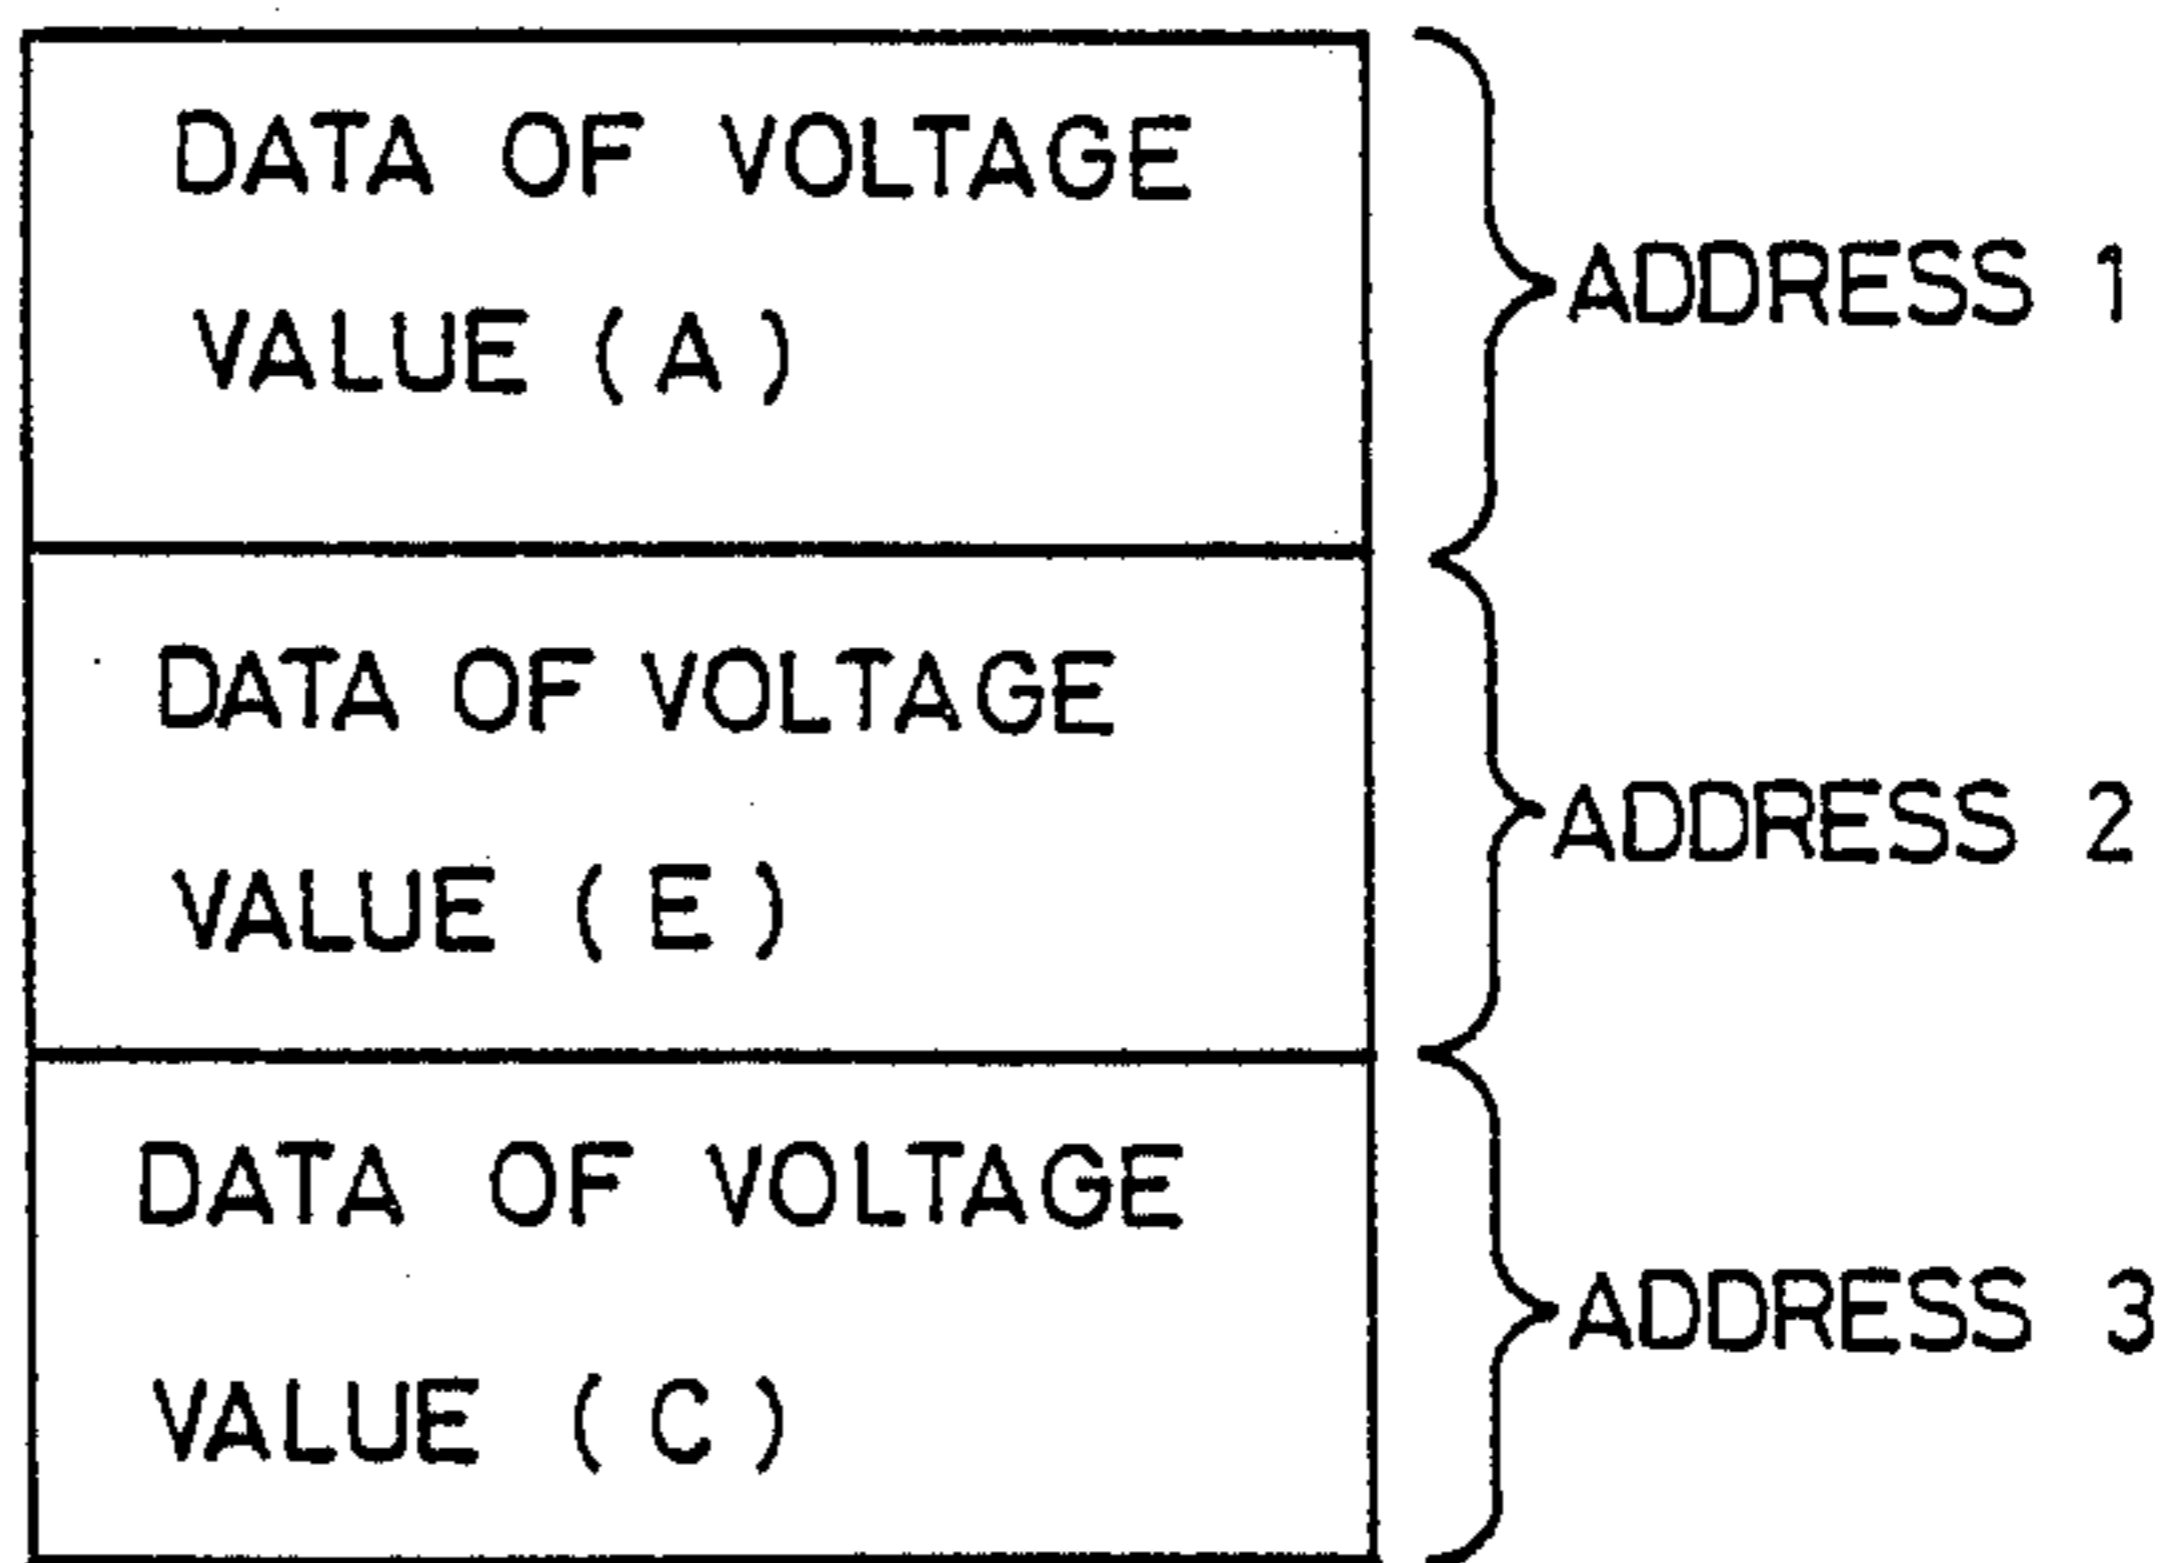 DATA OF VOLTAGE
VALUE (A)
ADDRESS 1
DATA OF VOLTAGE
VALUE (E)
ADDRESS 2
DATA OF VOLTAGE
VALUE (C)
ADDRESS 3